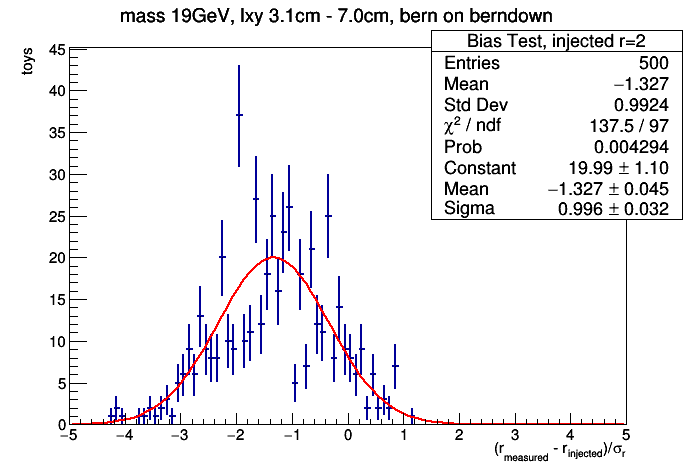 mass 19GeV, lxy 3.1cm - 7.0cm, bern on berndown
Bias Test, injected r=2
Entries 500
Mean −1.327
Std Dev 0.9924
χ² / ndf 137.5 / 97
Prob 0.004294
Constant 19.99 ± 1.10
Mean −1.327 ± 0.045
Sigma 0.996 ± 0.032
toys
45
40
35
30
25
20
15
10
5
0
−5 −4 −3 −2 −1 0 1 2 3 4 5
(r_measured - r_injected)/σ_r